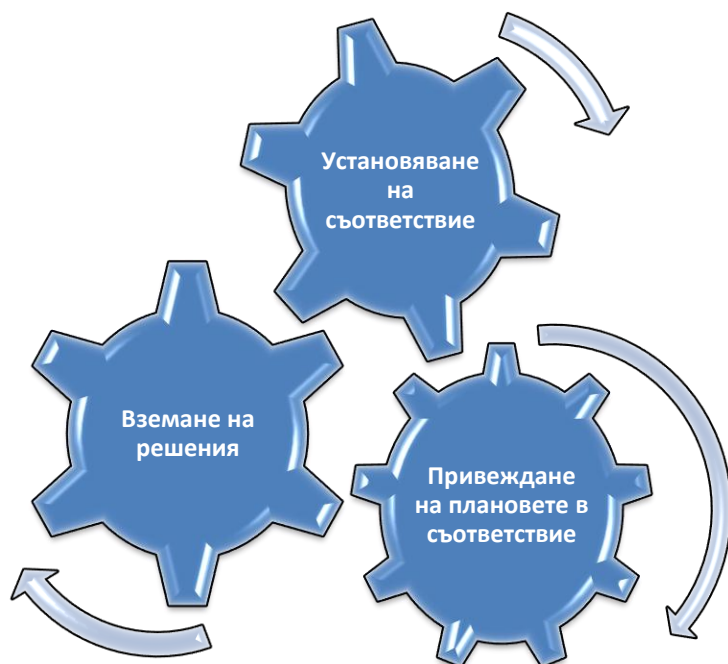 Установяване
на
съответствие
Вземане на
решения
Привеждане
на плановете в
съответствие